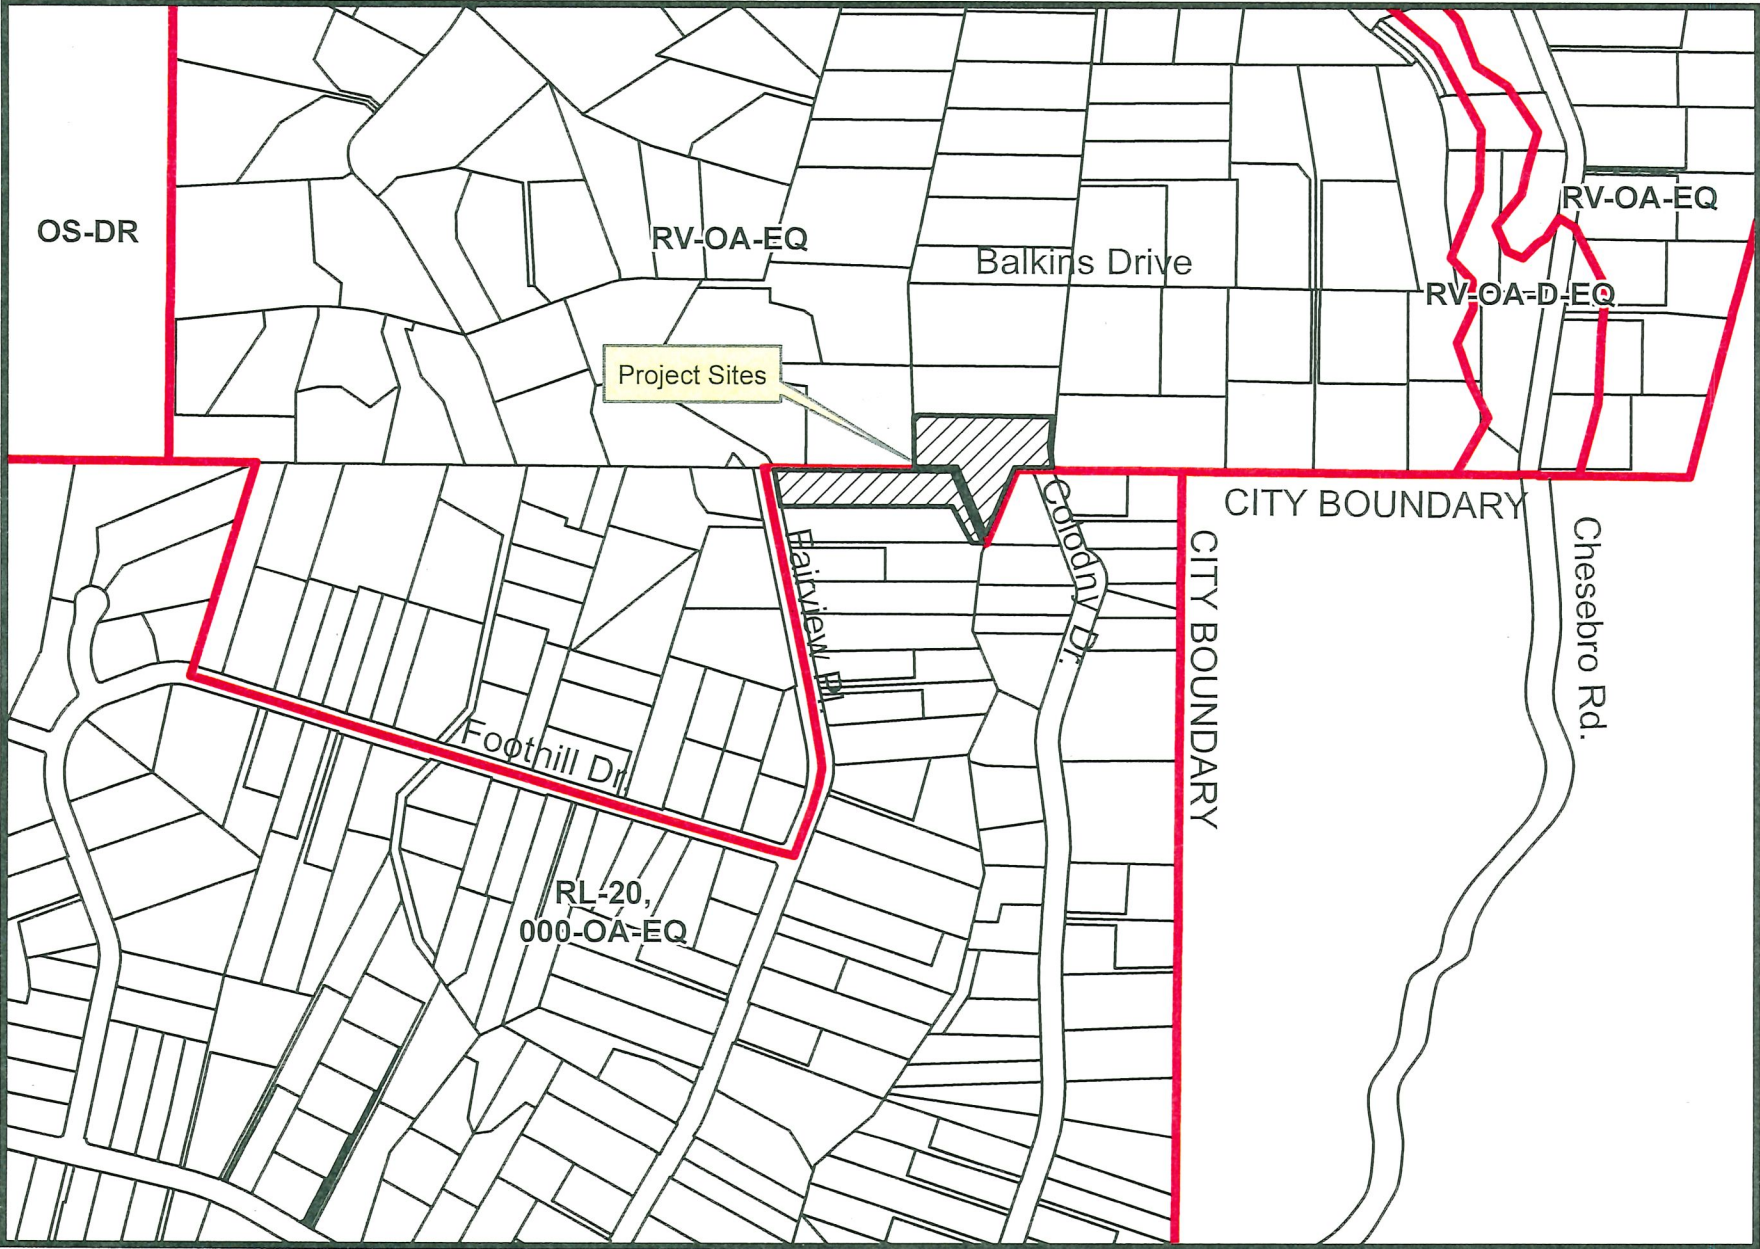 RV-OA-EQ
OS-DR
RV-OA-EQ
Balkins Drive
RV-OA-D-EQ
Project Sites
CITY BOUNDARY
Colodny Dr.
Chesebro Rd.
Fairview Pl.
CITY BOUNDARY
Foothill Dr.
RL-20,
000-OA-EQ